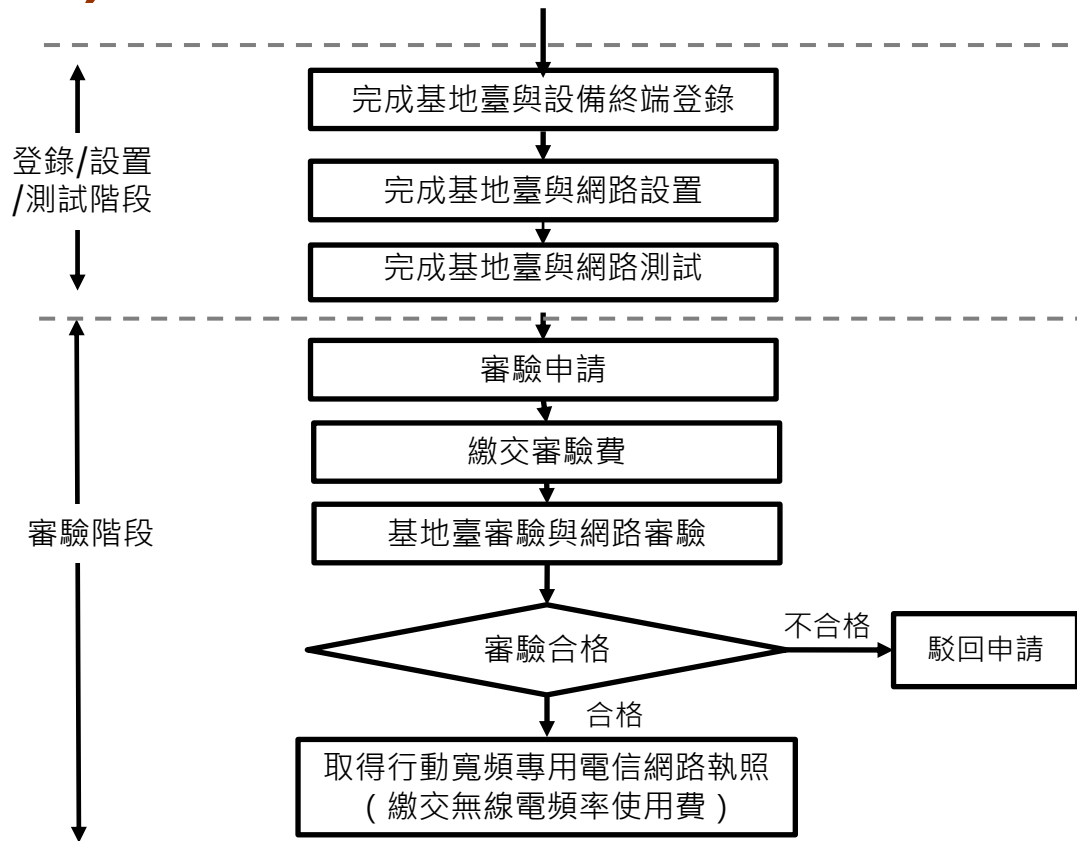 完成基地臺與設備終端登錄
登錄/設置
/測試階段
完成基地臺與網路設置
完成基地臺與網路測試
審驗申請
繳交審驗費
審驗階段
基地臺審驗與網路審驗
審驗合格
不合格
駁回申請
合格
取得行動寬頻專用電信網路執照
(繳交無線電頻率使用費)